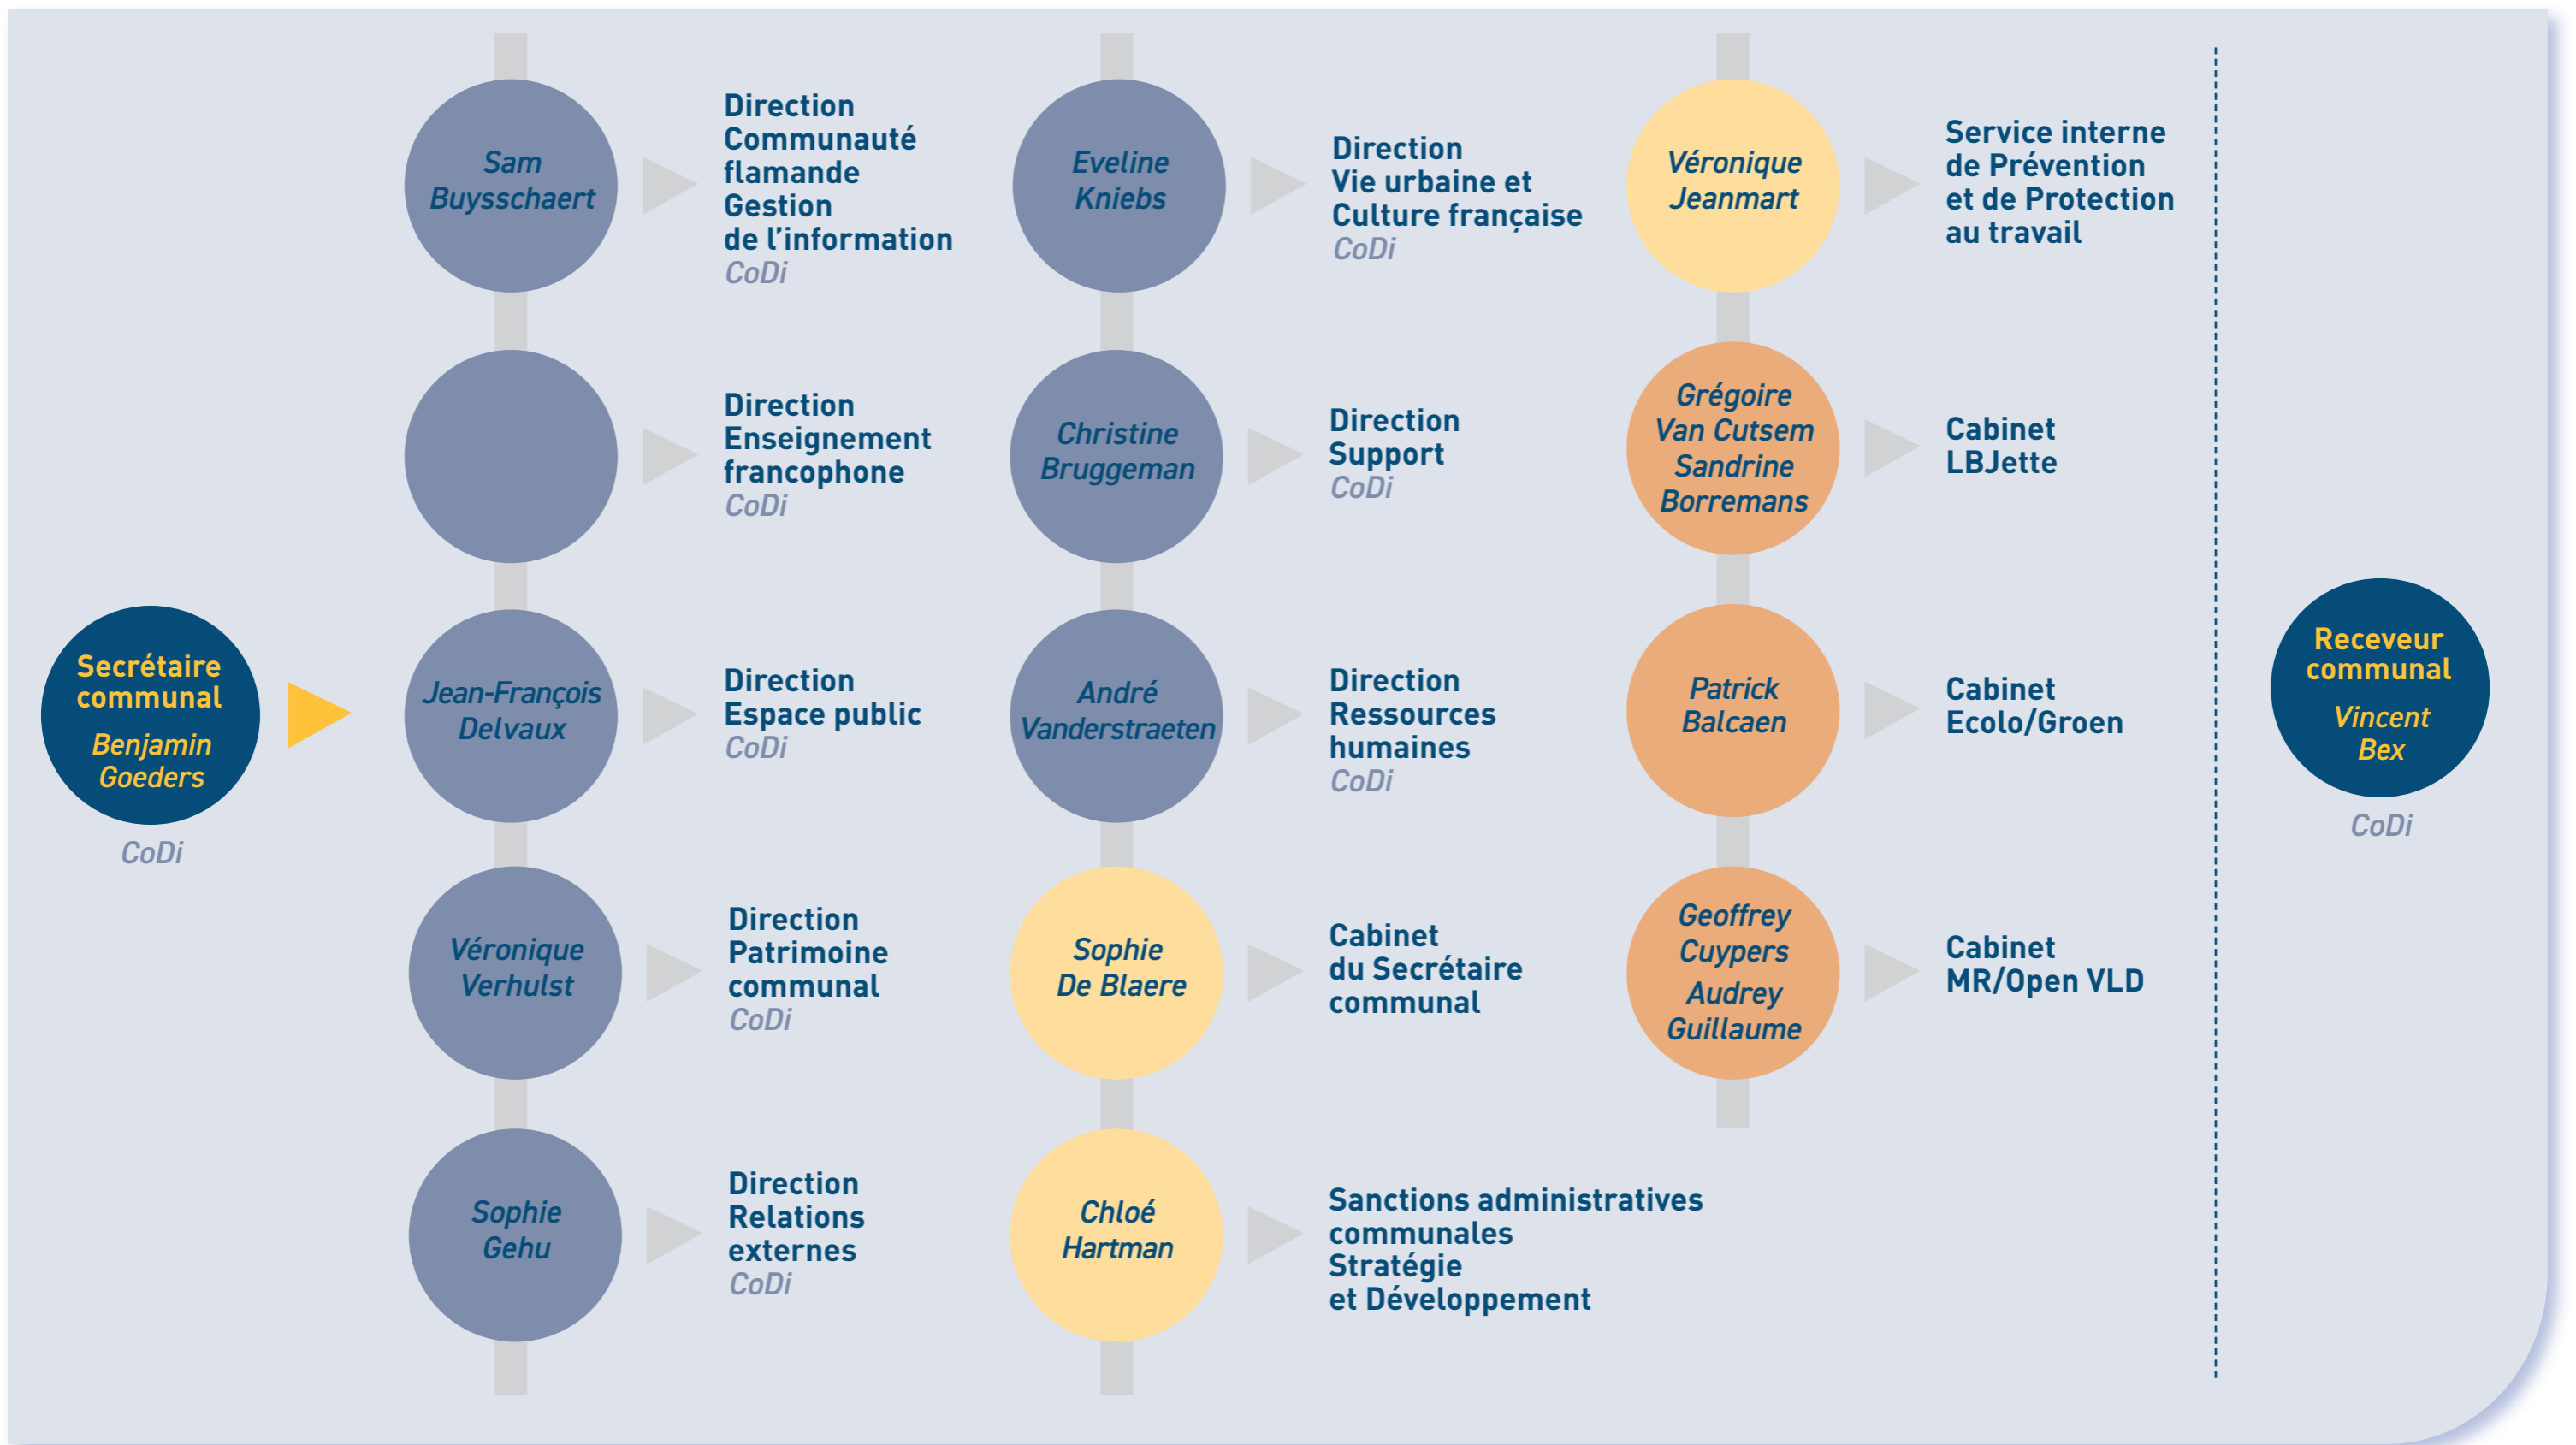 Secrétaire
communal
Benjamin
Goeders
CoDi
Sam
Buysschaert
Direction
Communauté
flamande
Gestion
de l’information
CoDi
Direction
Enseignement
francophone
CoDi
Jean-François
Delvaux
Direction
Espace public
CoDi
Véronique
Verhulst
Direction
Patrimoine
communal
CoDi
Sophie
Gehu
Direction
Relations
externes
CoDi
Eveline
Kniebs
Direction
Vie urbaine et
Culture française
CoDi
Christine
Bruggeman
Direction
Support
CoDi
André
Vanderstraeten
Direction
Ressources
humaines
CoDi
Sophie
De Blaere
Cabinet
du Secrétaire
communal
Chloé
Hartman
Sanctions administratives
communales
Stratégie
et Développement
Véronique
Jeanmart
Service interne
de Prévention
et de Protection
au travail
Grégoire
Van Cutsem
Sandrine
Borremans
Cabinet
LBJette
Patrick
Balcaen
Cabinet
Ecolo/Groen
Geoffrey
Cuypers
Audrey
Guillaume
Cabinet
MR/Open VLD
Receveur
communal
Vincent
Bex
CoDi